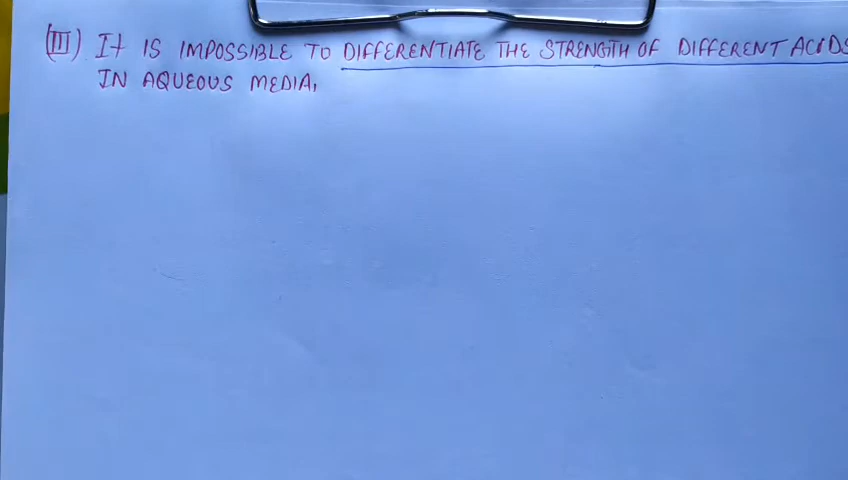 (III) It IS IMPOSSIBLE TO DIFFERENTIATE THE STRENGTH OF DIFFERENT ACIDS
IN AQUEOUS MEDIA,